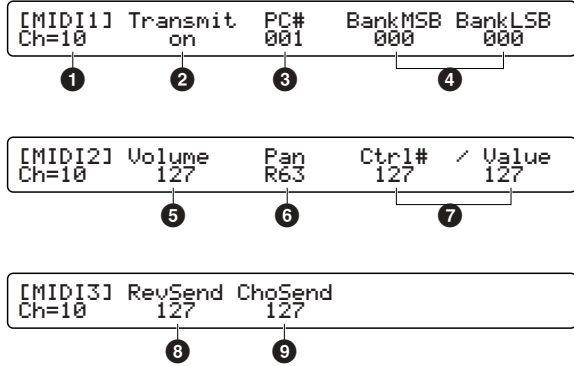 [MIDI1] Transmit PC# BankMSB BankLSB
Ch=10 on 001 000 000
1 2 3 4
[MIDI2] Volume Pan Ctrl# / Value
Ch=10 127 R63 127 127
5 6 7
[MIDI3] RevSend ChoSend
Ch=10 127 127
8 9